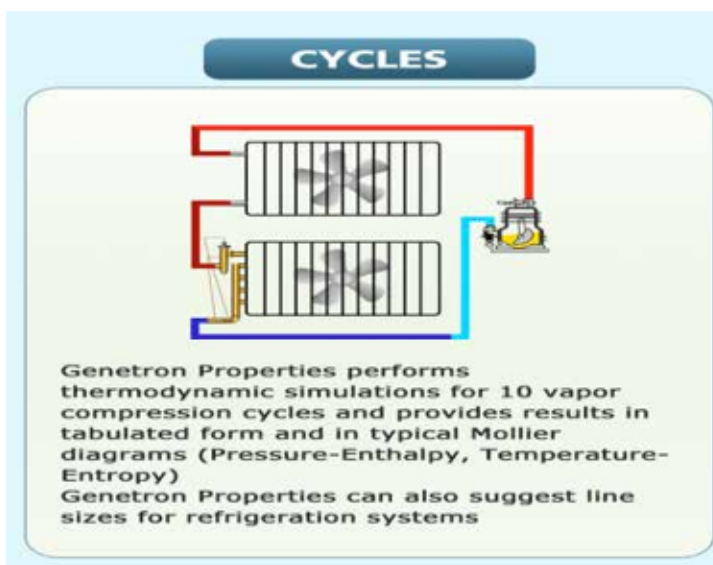 CYCLES
Genetron Properties performs
thermodynamic simulations for 10 vapor
compression cycles and provides results in
tabulated form and in typical Mollier
diagrams (Pressure-Enthalpy, Temperature-
Entropy)
Genetron Properties can also suggest line
sizes for refrigeration systems